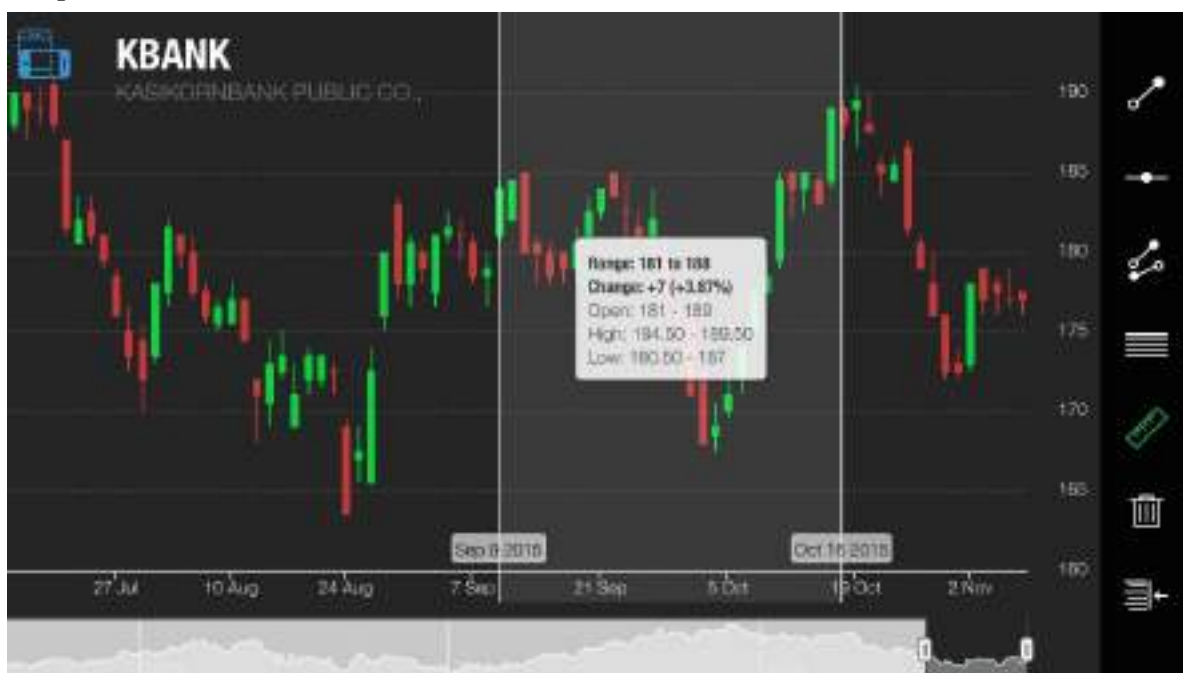 KBANK
KASIKORNBANK PUBLIC CO.,
190
185
180
175
170
165
160
Range: 181 to 188
Change: +7 (+3.87%)
Open: 181 - 189
High: 184.50 - 189.50
Low: 180.50 - 187
Sep 9 2015
Oct 16 2015
27 Jul
10 Aug
24 Aug
7 Sep
21 Sep
5 Oct
19 Oct
2 Nov